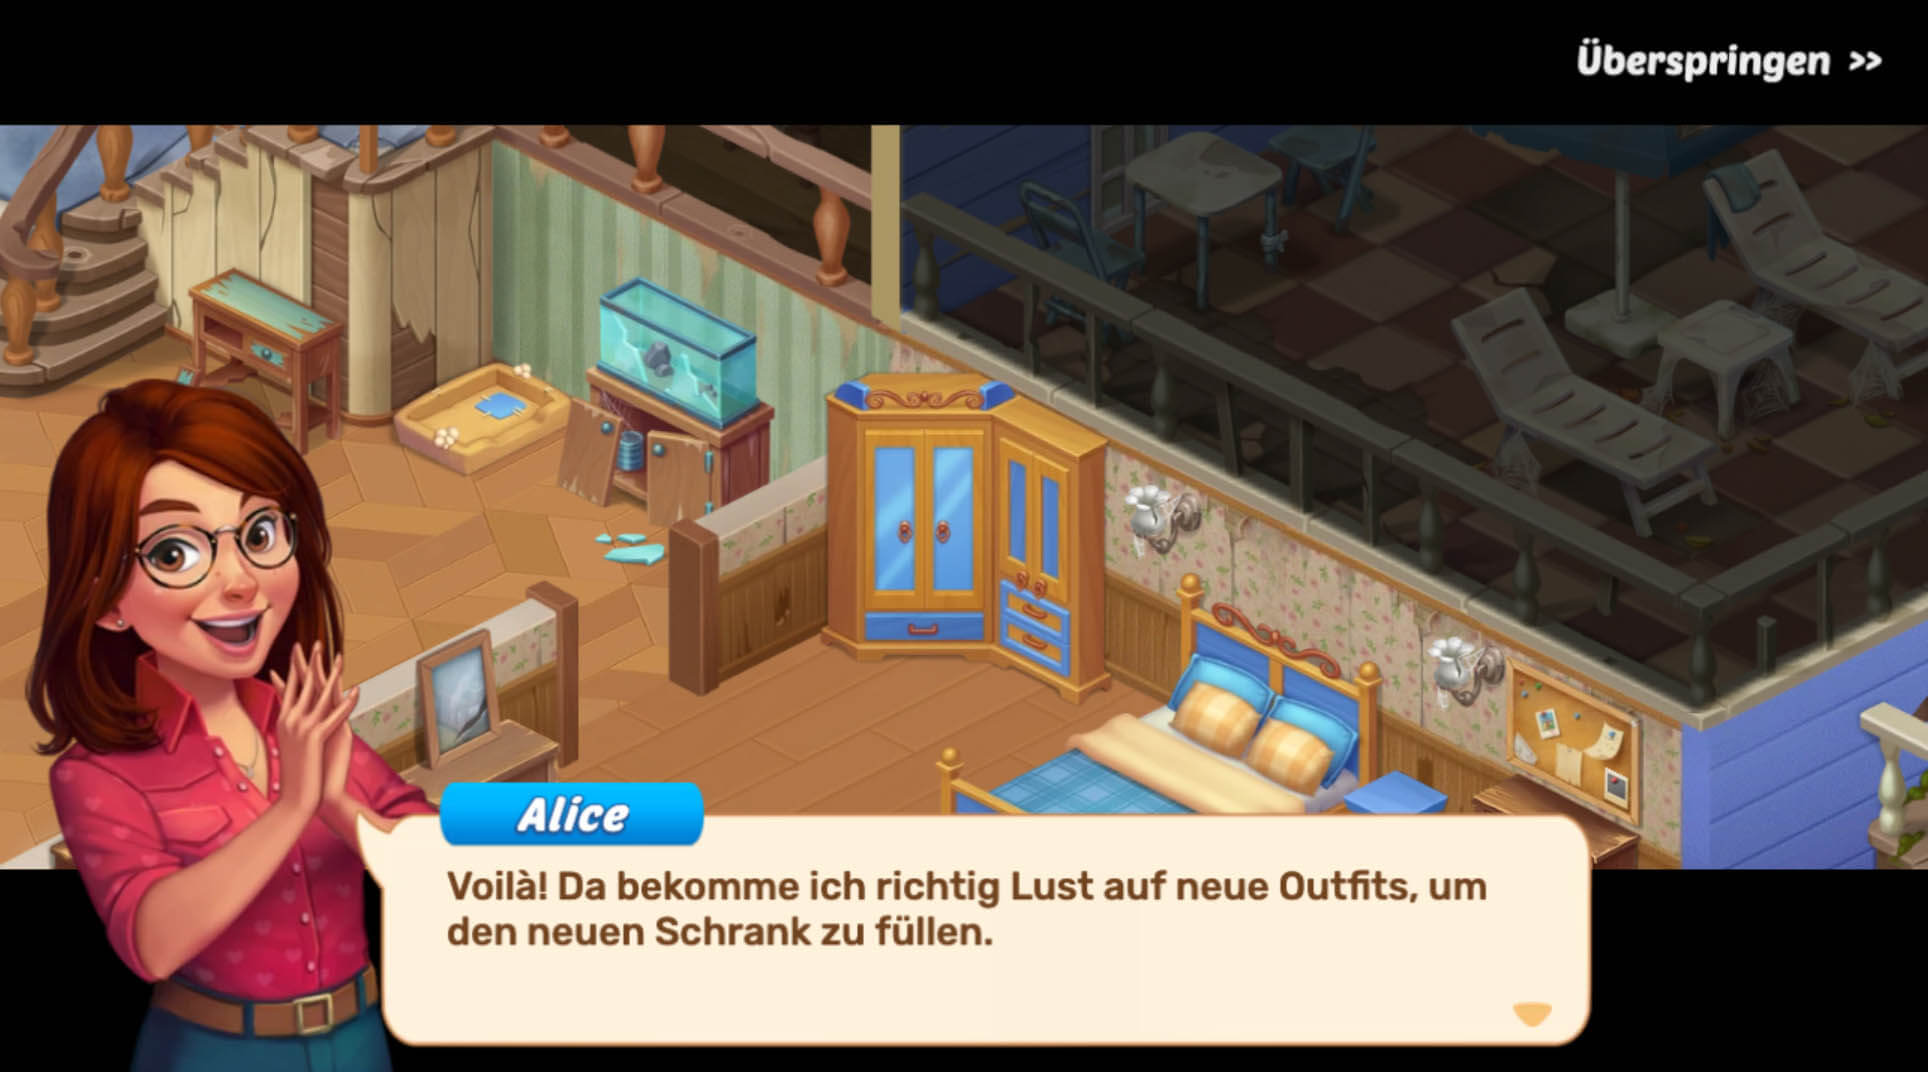 Überspringen >>
Alice
Voilà! Da bekomme ich richtig Lust auf neue Outfits, um
den neuen Schrank zu füllen.